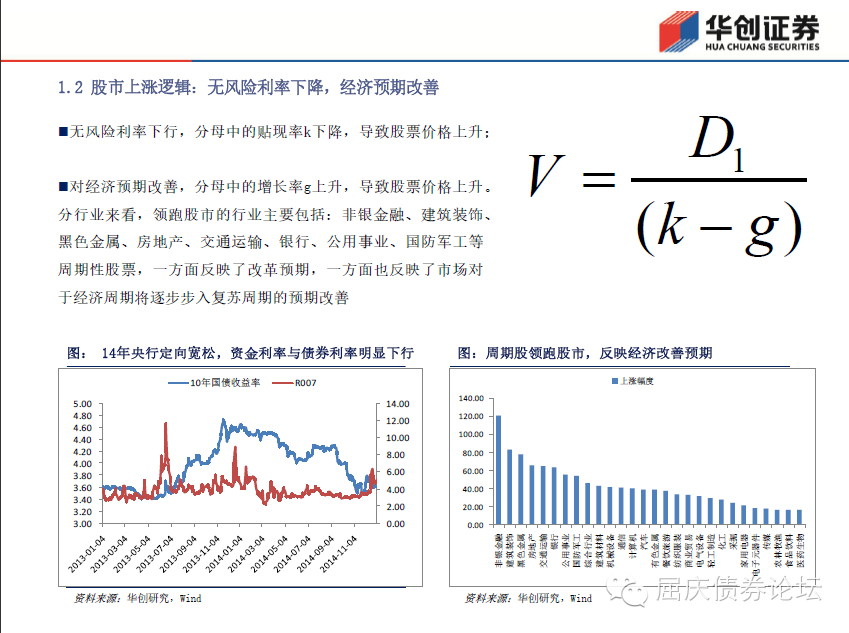 华创证券
HUA CHUANG SECURITIES
1.2 股市上涨逻辑：无风险利率下降，经济预期改善
■无风险利率下行，分母中的贴现率k下降，导致股票价格上升；
■对经济预期改善，分母中的增长率g上升，导致股票价格上升。
分行业来看，领跑股市的行业主要包括：非银金融、建筑装饰、
黑色金属、房地产、交通运输、银行、公用事业、国防军工等
周期性股票，一方面反映了改革预期，一方面也反映了市场对
于经济周期将逐步步入复苏周期的预期改善
V = D1 / (k − g)
图： 14年央行定向宽松，资金利率与债券利率明显下行
10年国债收益率 R007
5.00 14.00
4.80 12.00
4.60 10.00
4.40 8.00
4.20 6.00
4.00 4.00
3.80 2.00
3.60 0.00
3.40
3.20
3.00
2013-01-04
2013-03-04
2013-05-04
2013-07-04
2013-09-04
2013-11-04
2014-01-04
2014-03-04
2014-05-04
2014-07-04
2014-09-04
2014-11-04
资料来源：华创研究，Wind
图：周期股领跑股市，反映经济改善预期
上涨幅度
140.00
120.00
100.00
80.00
60.00
40.00
20.00
0.00
非银金融
建筑装饰
黑色金属
房地产
交通运输
银行
公用事业
国防军工
综合行业
建筑材料
机械设备
通信
计算机
汽车
有色金属
餐饮旅游
纺织服装
商业贸易
电气设备
轻工制造
化工
采掘
家用电器
电子元器件
传媒
农林牧渔
食品饮料
医药生物
资料来源：华创研究，Wind
屈庆债券论坛